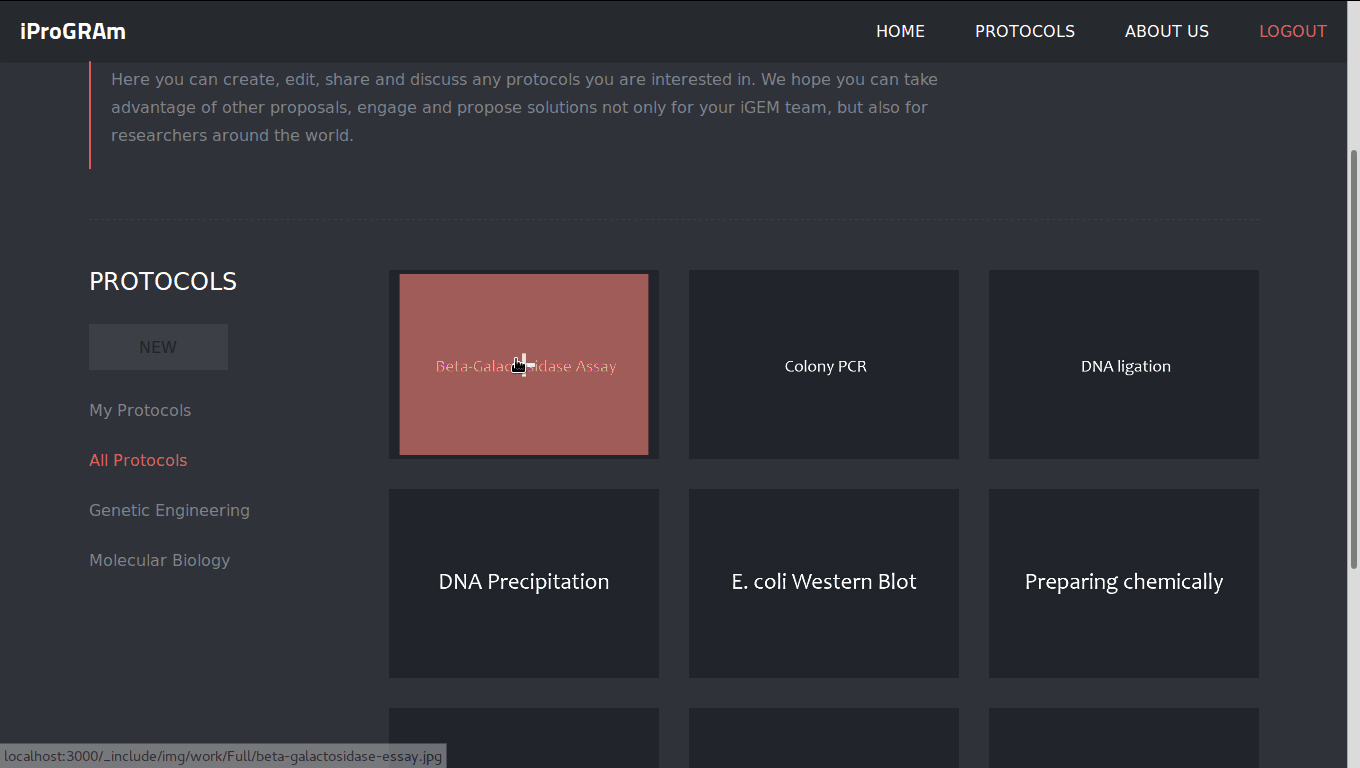 iProGRAm
HOME PROTOCOLS ABOUT US LOGOUT
Here you can create, edit, share and discuss any protocols you are interested in. We hope you can take
advantage of other proposals, engage and propose solutions not only for your iGEM team, but also for
researchers around the world.
PROTOCOLS
NEW
My Protocols
All Protocols
Genetic Engineering
Molecular Biology
Beta-Galactosidase Assay
Colony PCR
DNA ligation
DNA Precipitation
E. coli Western Blot
Preparing chemically
localhost:3000/_include/img/work/Full/beta-galactosidase-essay.jpg